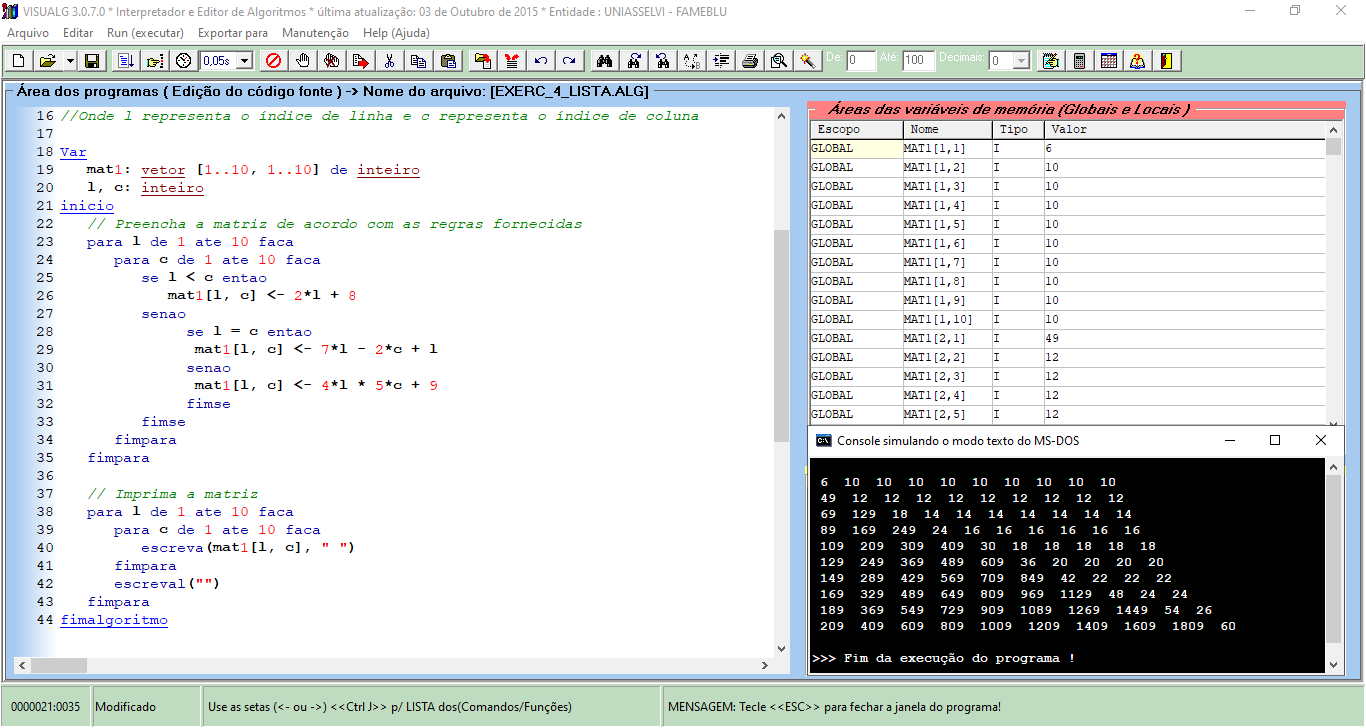 VISUALG 3.0.7.0 * Interpretador e Editor de Algoritmos * última atualização: 03 de Outubro de 2015 * Entidade : UNIASSELVI - FAMEBLU
Arquivo Editar Run (executar) Exportar para Manutenção Help (Ajuda)
0,05s De: 0 Até: 100 Decimais: 0
Área dos programas ( Edição do código fonte ) -> Nome do arquivo: [EXERC_4_LISTA.ALG]
16 //Onde l representa o índice de linha e c representa o índice de coluna
17
18 Var
19 mat1: vetor [1..10, 1..10] de inteiro
20 l, c: inteiro
21 inicio
22 // Preencha a matriz de acordo com as regras fornecidas
23 para l de 1 ate 10 faca
24 para c de 1 ate 10 faca
25 se l < c entao
26 mat1[l, c] <- 2*l + 8
27 senao
28 se l = c entao
29 mat1[l, c] <- 7*l - 2*c + l
30 senao
31 mat1[l, c] <- 4*l * 5*c + 9
32 fimse
33 fimse
34 fimpara
35 fimpara
36
37 // Imprima a matriz
38 para l de 1 ate 10 faca
39 para c de 1 ate 10 faca
40 escreva(mat1[l, c], " ")
41 fimpara
42 escreval("")
43 fimpara
44 fimalgoritmo
Áreas das variáveis de memória (Globais e Locais )
Escopo Nome Tipo Valor
GLOBAL MAT1[1,1] I 6
GLOBAL MAT1[1,2] I 10
GLOBAL MAT1[1,3] I 10
GLOBAL MAT1[1,4] I 10
GLOBAL MAT1[1,5] I 10
GLOBAL MAT1[1,6] I 10
GLOBAL MAT1[1,7] I 10
GLOBAL MAT1[1,8] I 10
GLOBAL MAT1[1,9] I 10
GLOBAL MAT1[1,10] I 10
GLOBAL MAT1[2,1] I 49
GLOBAL MAT1[2,2] I 12
GLOBAL MAT1[2,3] I 12
GLOBAL MAT1[2,4] I 12
GLOBAL MAT1[2,5] I 12
Console simulando o modo texto do MS-DOS
6 10 10 10 10 10 10 10 10 10
49 12 12 12 12 12 12 12 12 12
69 129 18 14 14 14 14 14 14 14
89 169 249 24 16 16 16 16 16 16
109 209 309 409 30 18 18 18 18 18
129 249 369 489 609 36 20 20 20 20
149 289 429 569 709 849 42 22 22 22
169 329 489 649 809 969 1129 48 24 24
189 369 549 729 909 1089 1269 1449 54 26
209 409 609 809 1009 1209 1409 1609 1809 60
>>> Fim da execução do programa !
0000021:0035 Modificado Use as setas (<- ou ->) <<Ctrl J>> p/ LISTA dos(Comandos/Funções) MENSAGEM: Tecle <<ESC>> para fechar a janela do programa!